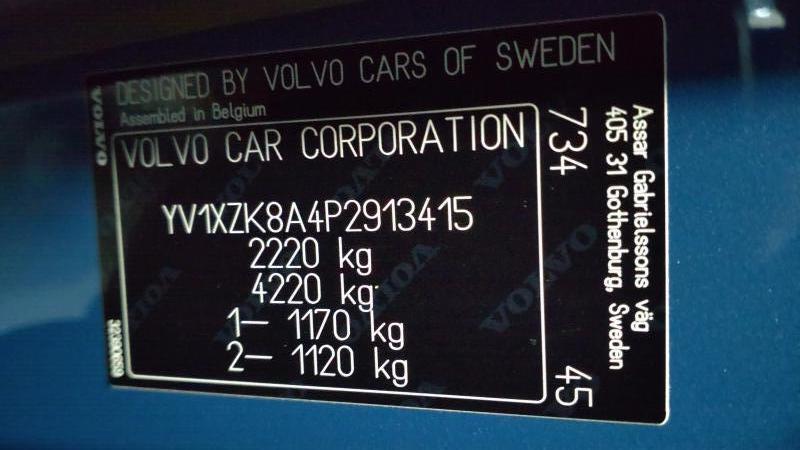 DESIGNED BY VOLVO CARS OF SWEDEN
Assembled in Belgium
VOLVO
VOLVO CAR CORPORATION
YV1XZK8A4P2913415
2220 kg
4220 kg
1– 1170 kg
2– 1120 kg
734
45
Assar Gabrielssons väg
405 31 Gothenburg, Sweden